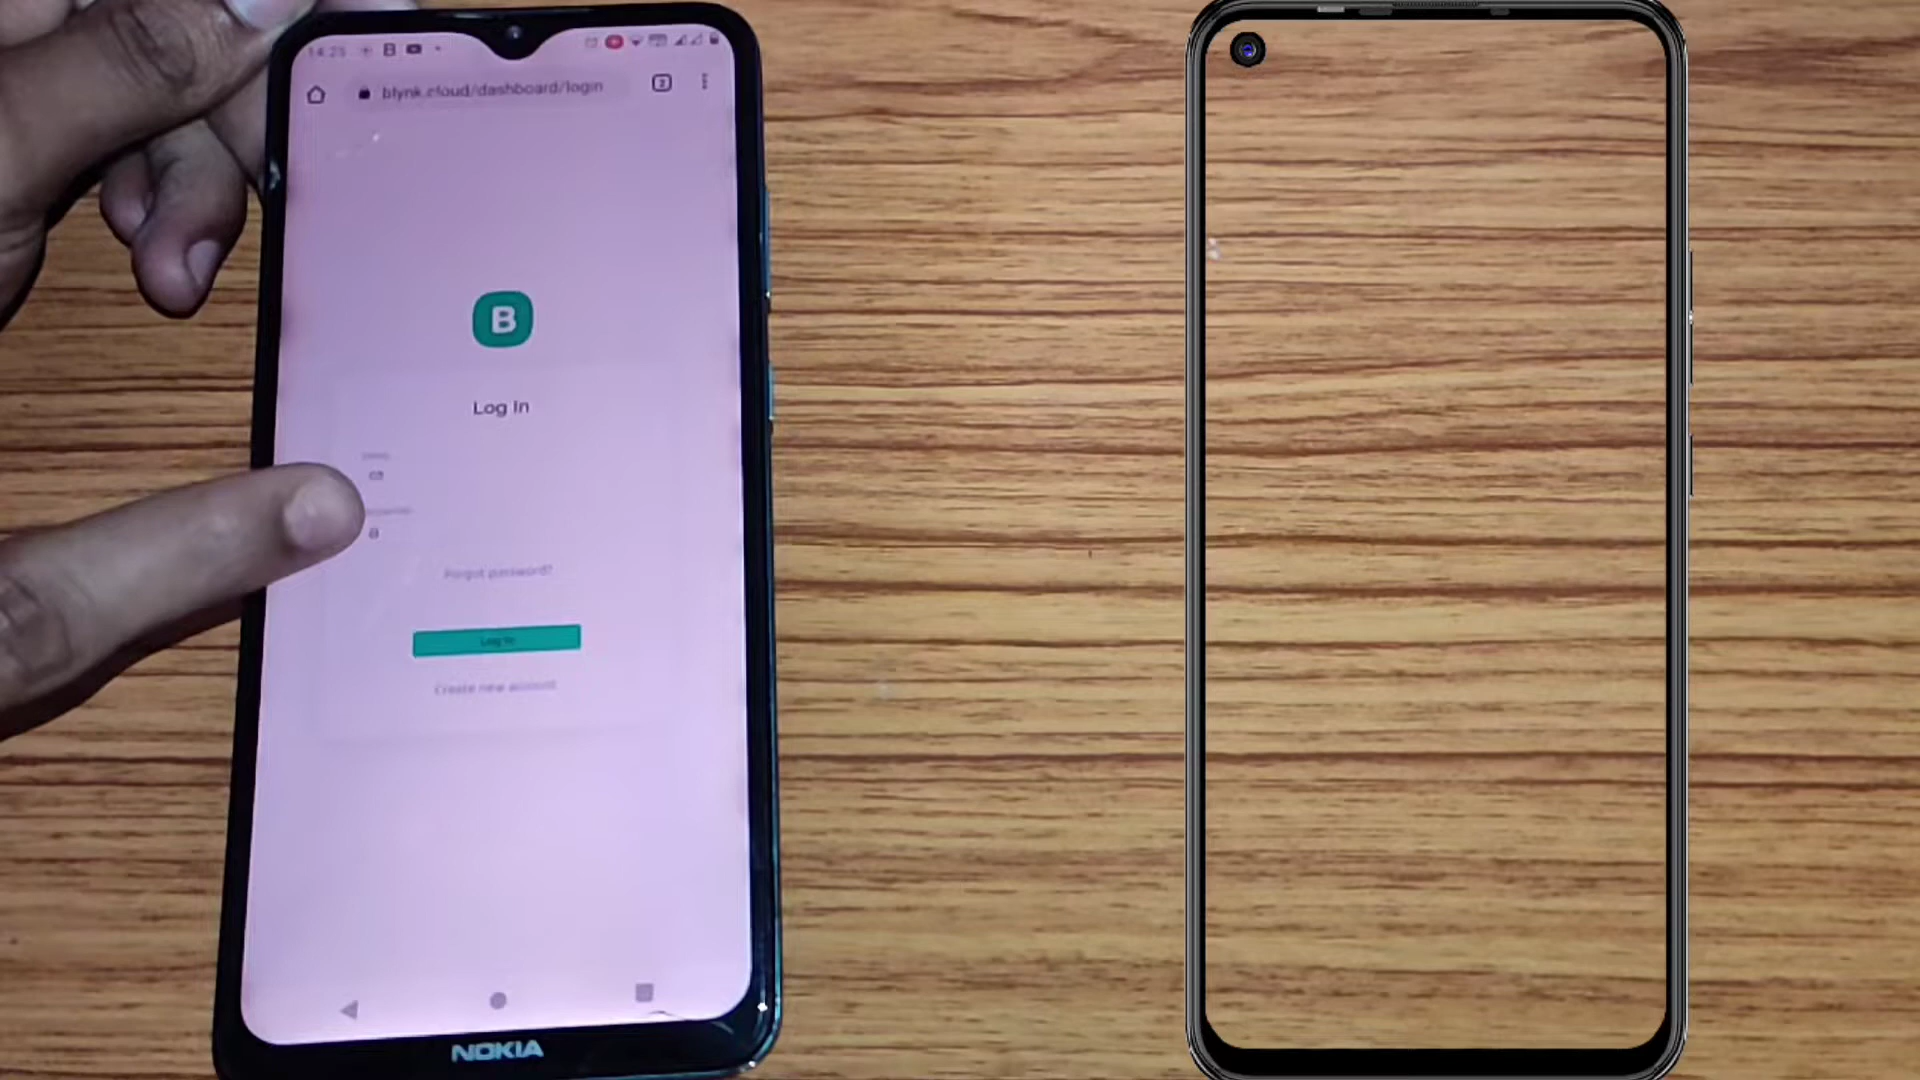 14:25
blynk.cloud/dashboard/login
B
Log In
Forgot password?
Log In
Create new account
NOKIA